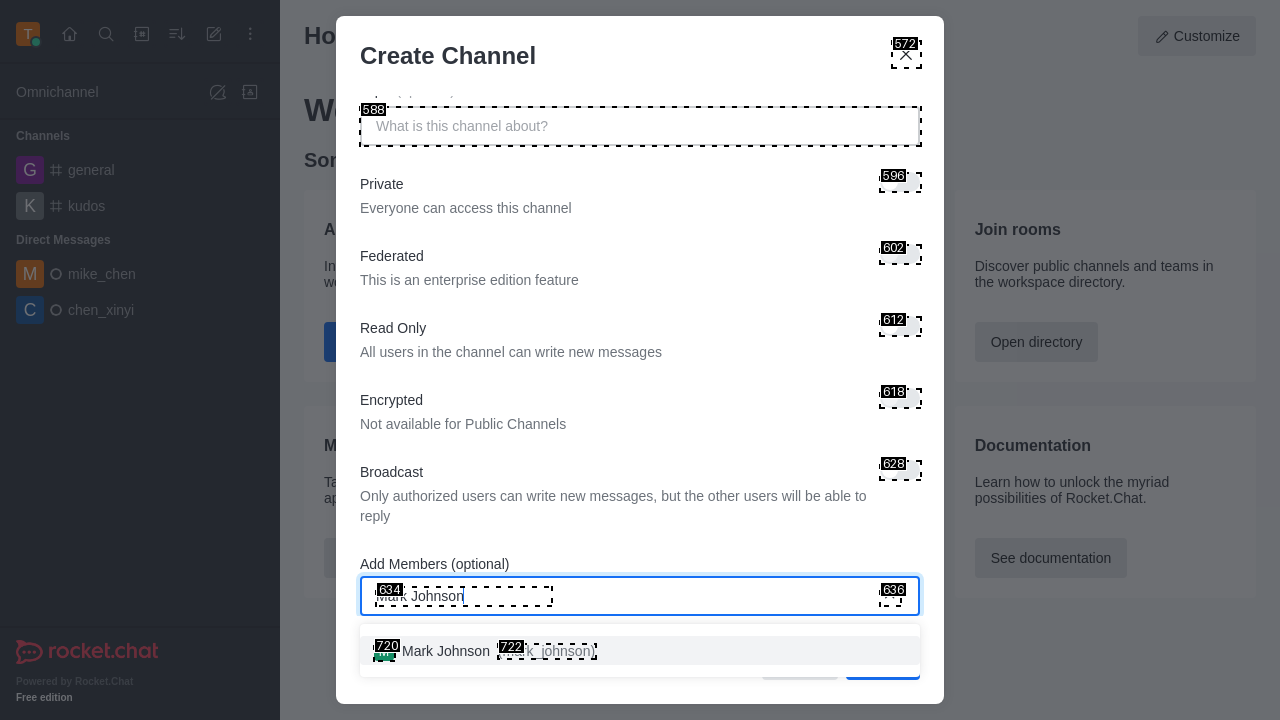 T
Ho
Customize
Create Channel
572
Omnichannel
588
What is this channel about?
We
Channels
G general
K kudos
Sor
Private
596
Everyone can access this channel
Join rooms
Discover public channels and teams in
the workspace directory.
Open directory
Direct Messages
M mike_chen
C chen_xinyi
Federated
602
This is an enterprise edition feature
Read Only
612
All users in the channel can write new messages
Encrypted
618
Not available for Public Channels
Documentation
Learn how to unlock the myriad
possibilities of Rocket.Chat.
See documentation
Broadcast
628
Only authorized users can write new messages, but the other users will be able to
reply
Add Members (optional)
634
Mark Johnson
636
720
Mark Johnson
722
(mark_johnson)
rocket.chat
Powered by Rocket.Chat
Free edition